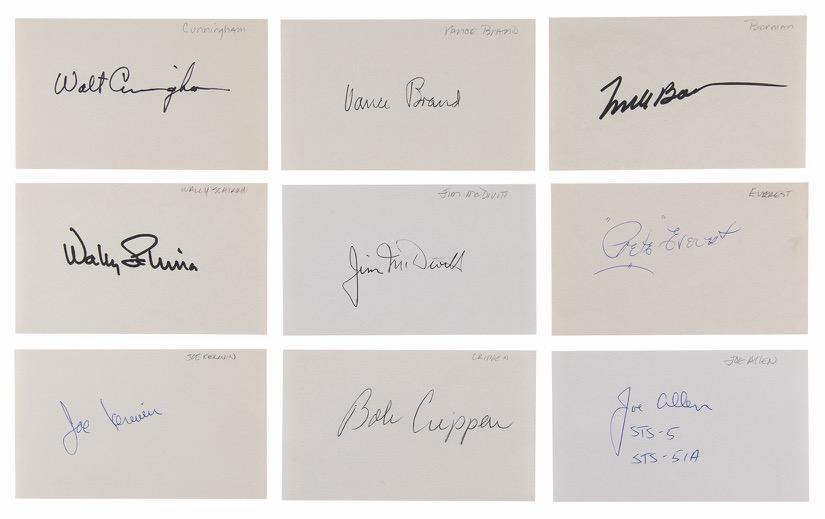 Cunningham
Walt Cunningham
Vance Brand
Vance Brand
Borman
Wally Schirra
Wally Schirra
Jim McDivitt
Jim McDivitt
Everest
"Pete" Everest
Joe Kerwin
Joe Kerwin
Crippen
Bob Crippen
Joe Allen
Joe Allen
STS-5
STS-51A